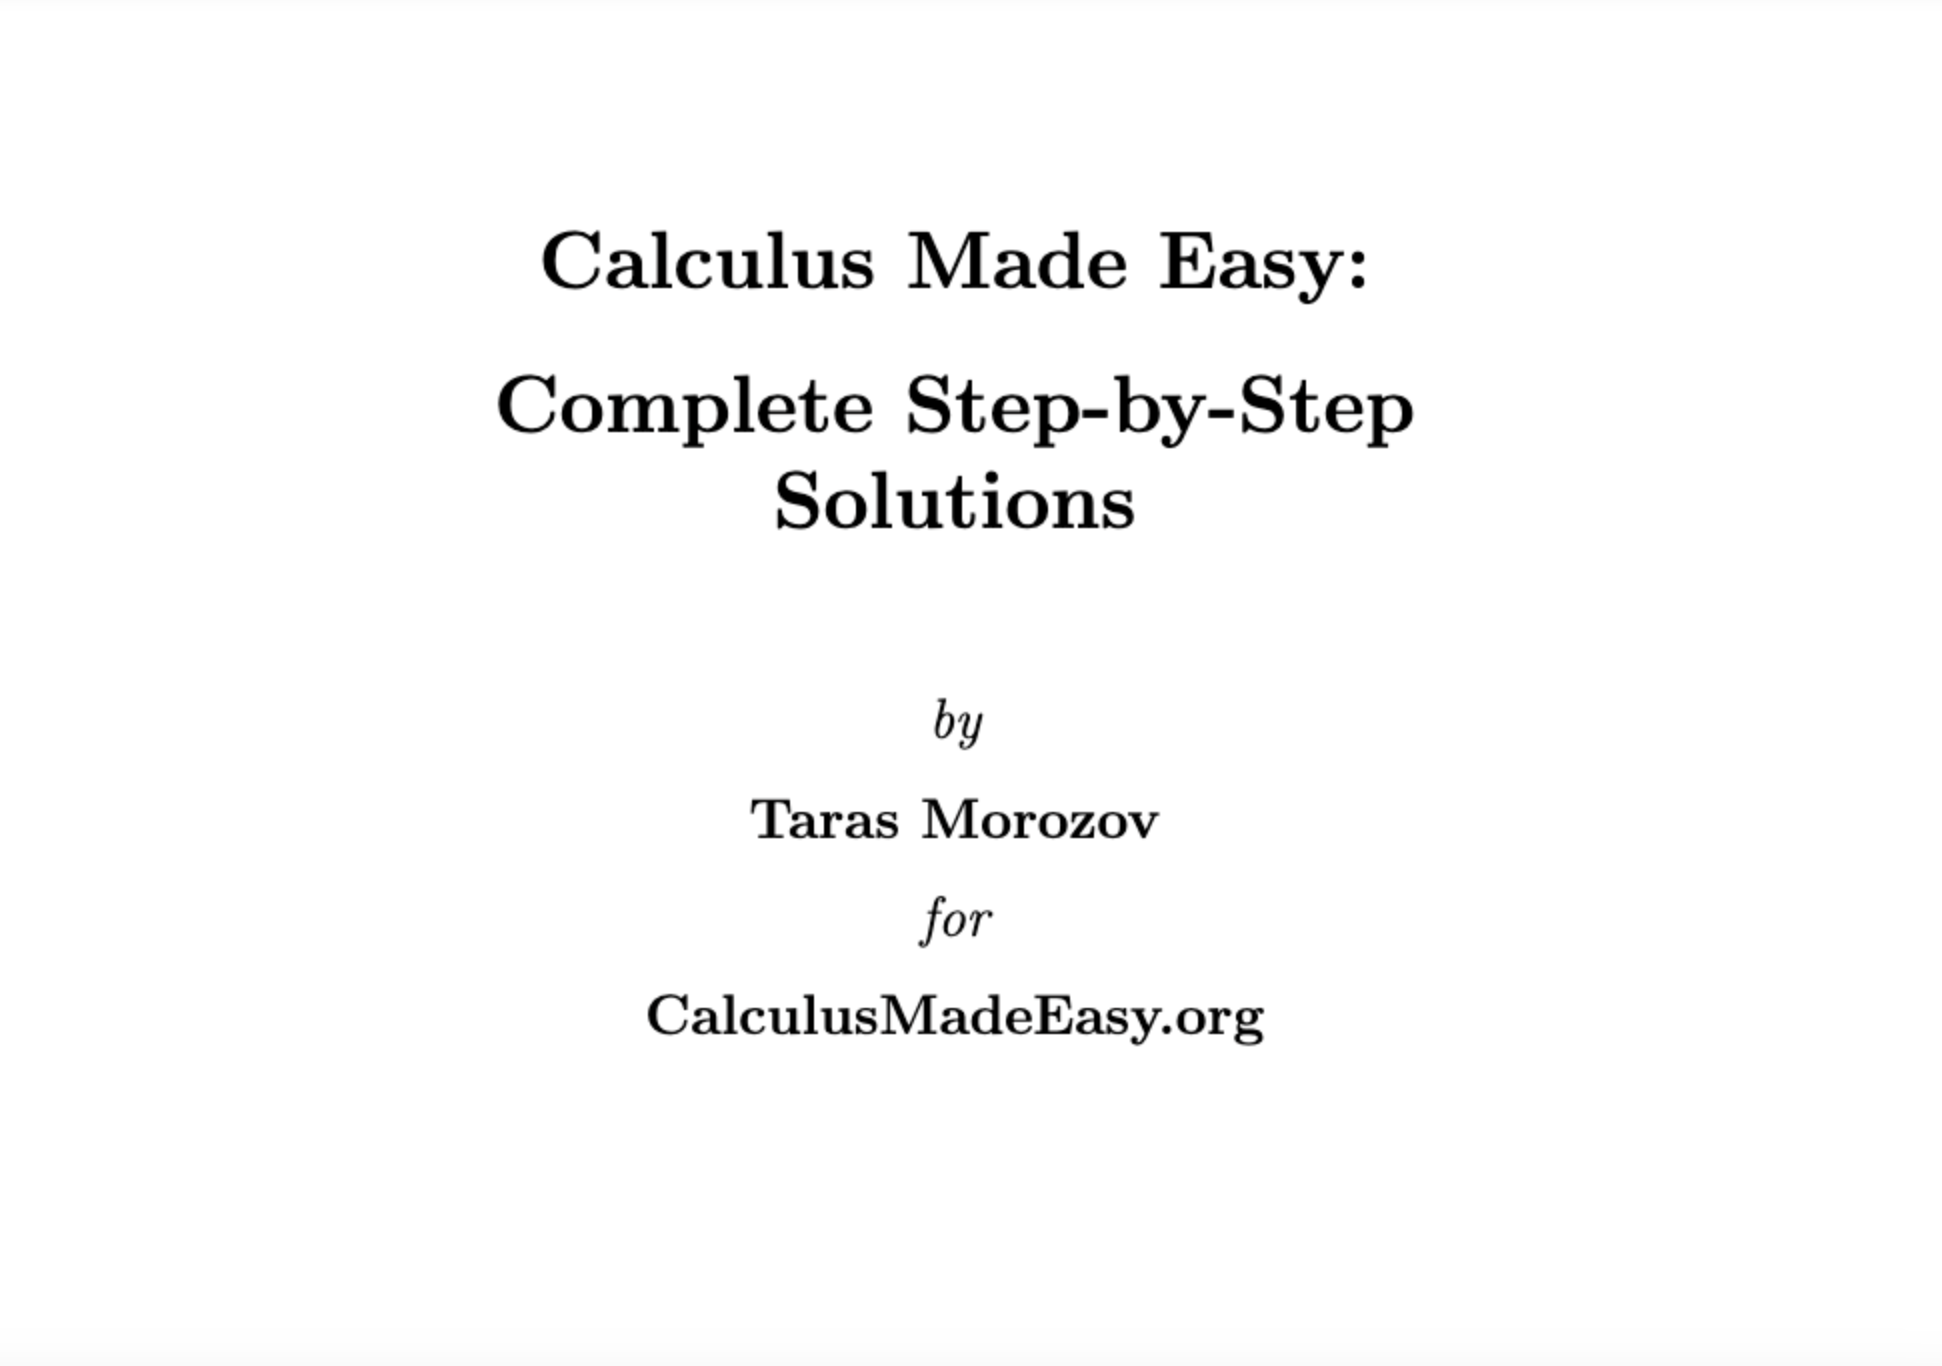 Calculus Made Easy:
Complete Step-by-Step
Solutions
by
Taras Morozov
for
CalculusMadeEasy.org